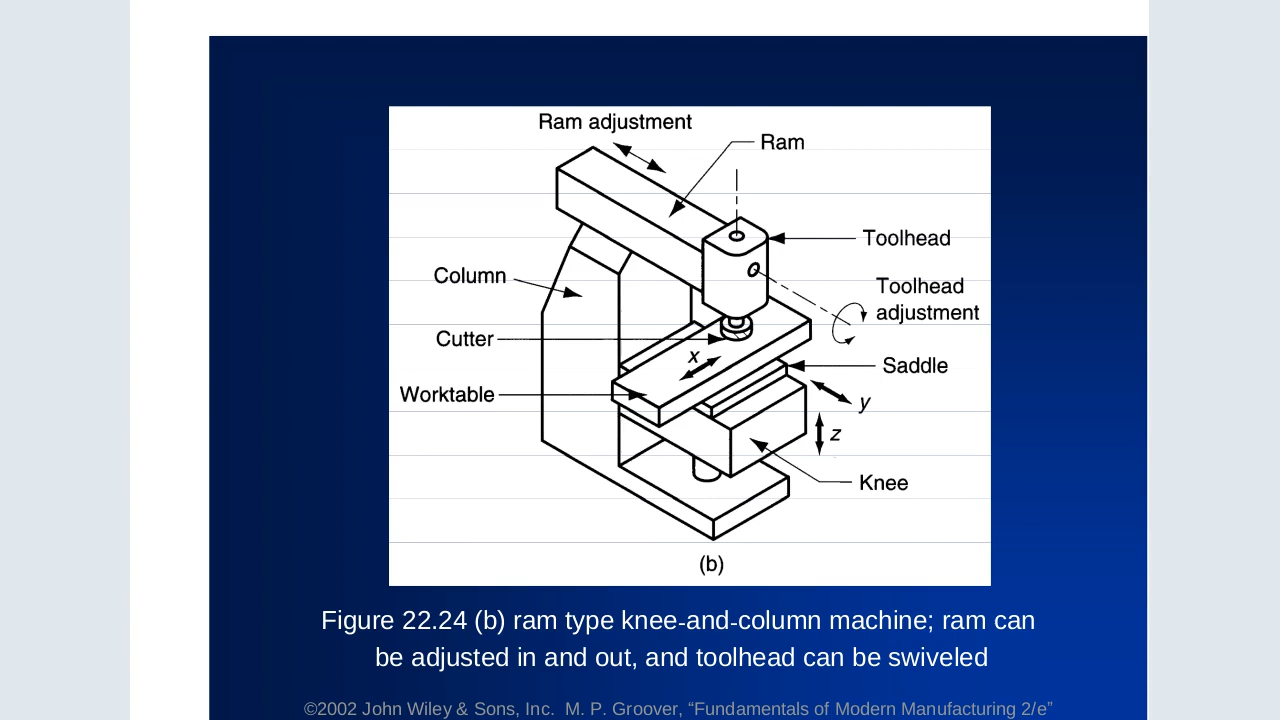 Ram adjustment
Ram
Toolhead
Column
Toolhead
adjustment
Cutter
x
Saddle
Worktable
y
z
Knee
(b)
Figure 22.24 (b) ram type knee-and-column machine; ram can
be adjusted in and out, and toolhead can be swiveled
©2002 John Wiley & Sons, Inc.  M. P. Groover, “Fundamentals of Modern Manufacturing 2/e”